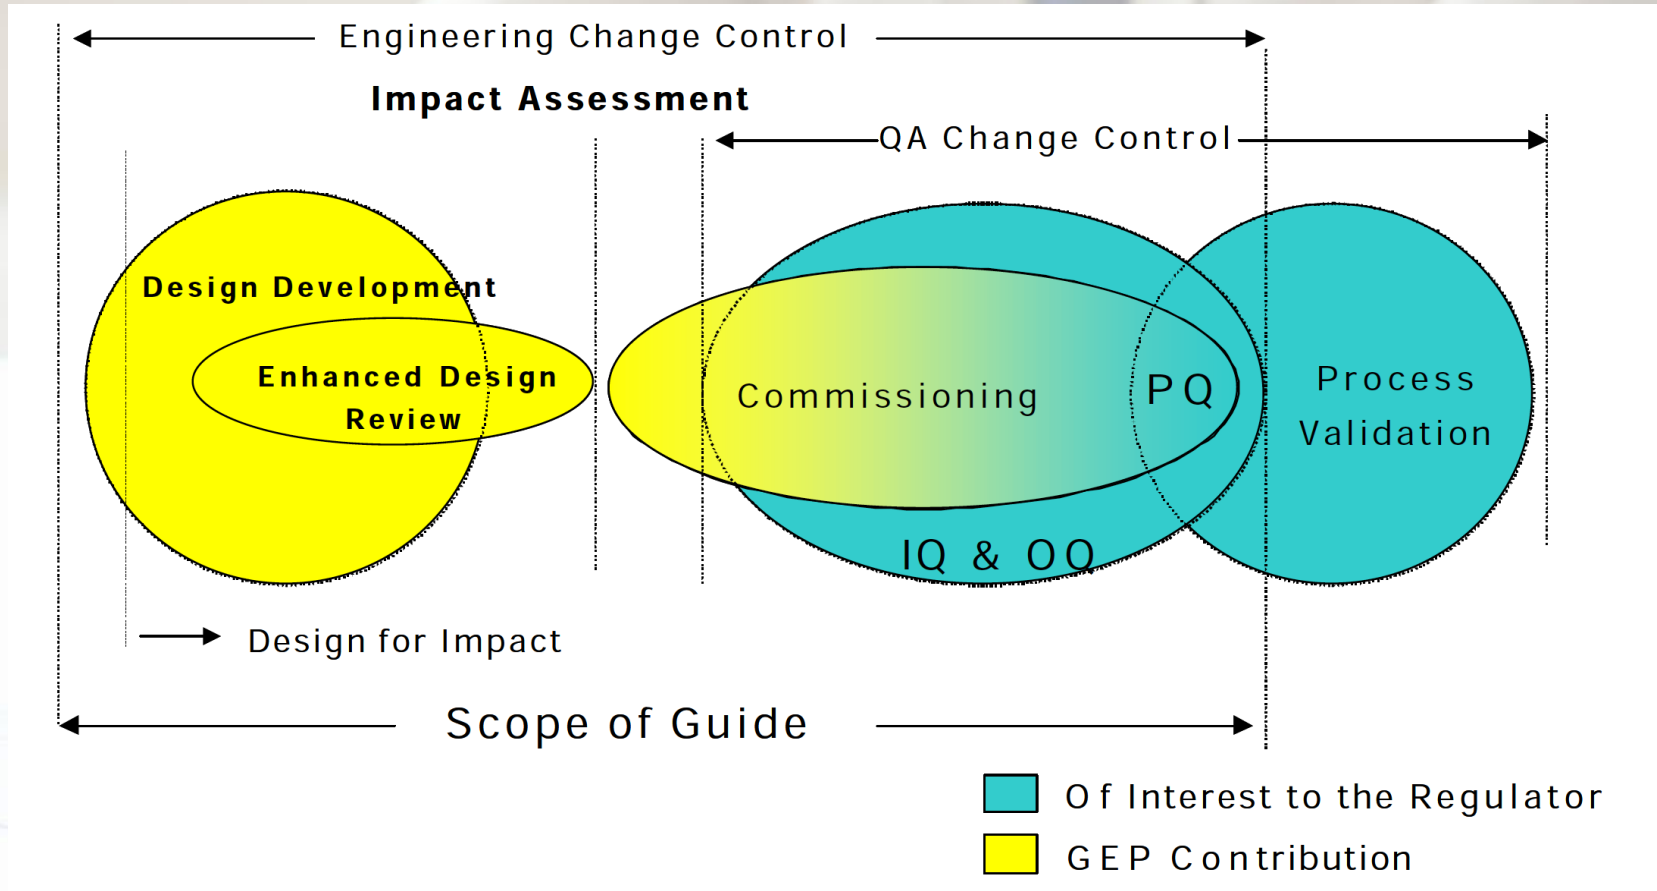 Engineering Change Control
Impact Assessment
QA Change Control
Design Development
Enhanced Design
Review
Commissioning
PQ
Process
Validation
IQ & OQ
Design for Impact
Scope of Guide
Of Interest to the Regulator
GEP Contribution